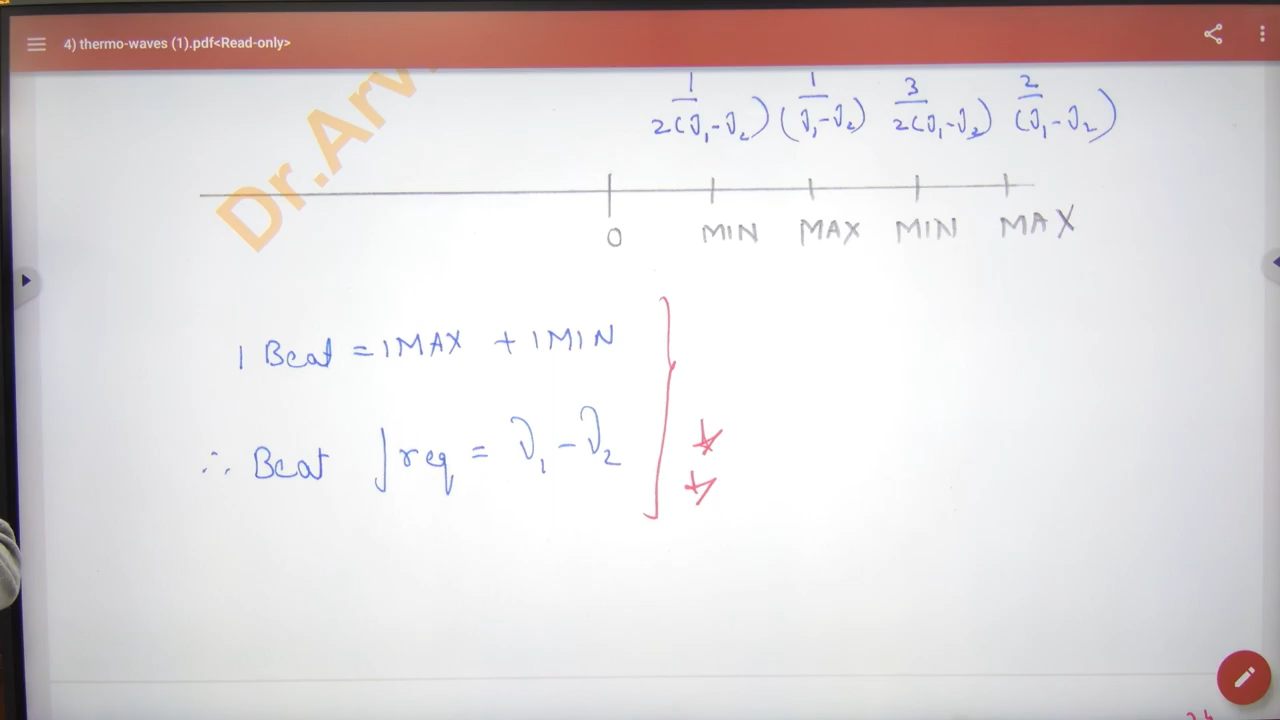 4) thermo-waves (1).pdf<Read-only>
Dr.Arv
1/2(ν₁-ν₂) 1/(ν₁-ν₂) 3/2(ν₁-ν₂) 2/(ν₁-ν₂)
0 MIN MAX MIN MAX
1 Beat = 1MAX + 1MIN
∴ Beat freq = ν₁ - ν₂